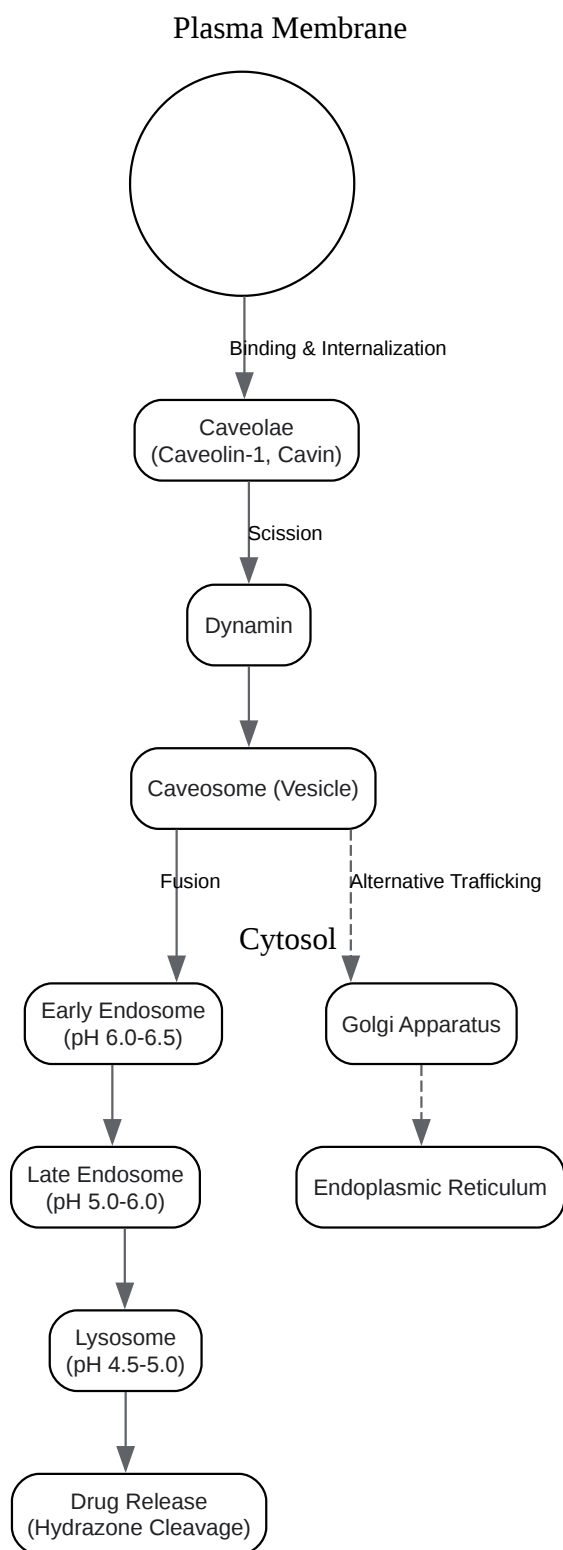 Plasma Membrane
Binding & Internalization
Caveolae
(Caveolin-1, Cavin)
Scission
Dynamin
Caveosome (Vesicle)
Fusion
Alternative Trafficking
Cytosol
Early Endosome
(pH 6.0-6.5)
Golgi Apparatus
Late Endosome
(pH 5.0-6.0)
Endoplasmic Reticulum
Lysosome
(pH 4.5-5.0)
Drug Release
(Hydrazone Cleavage)